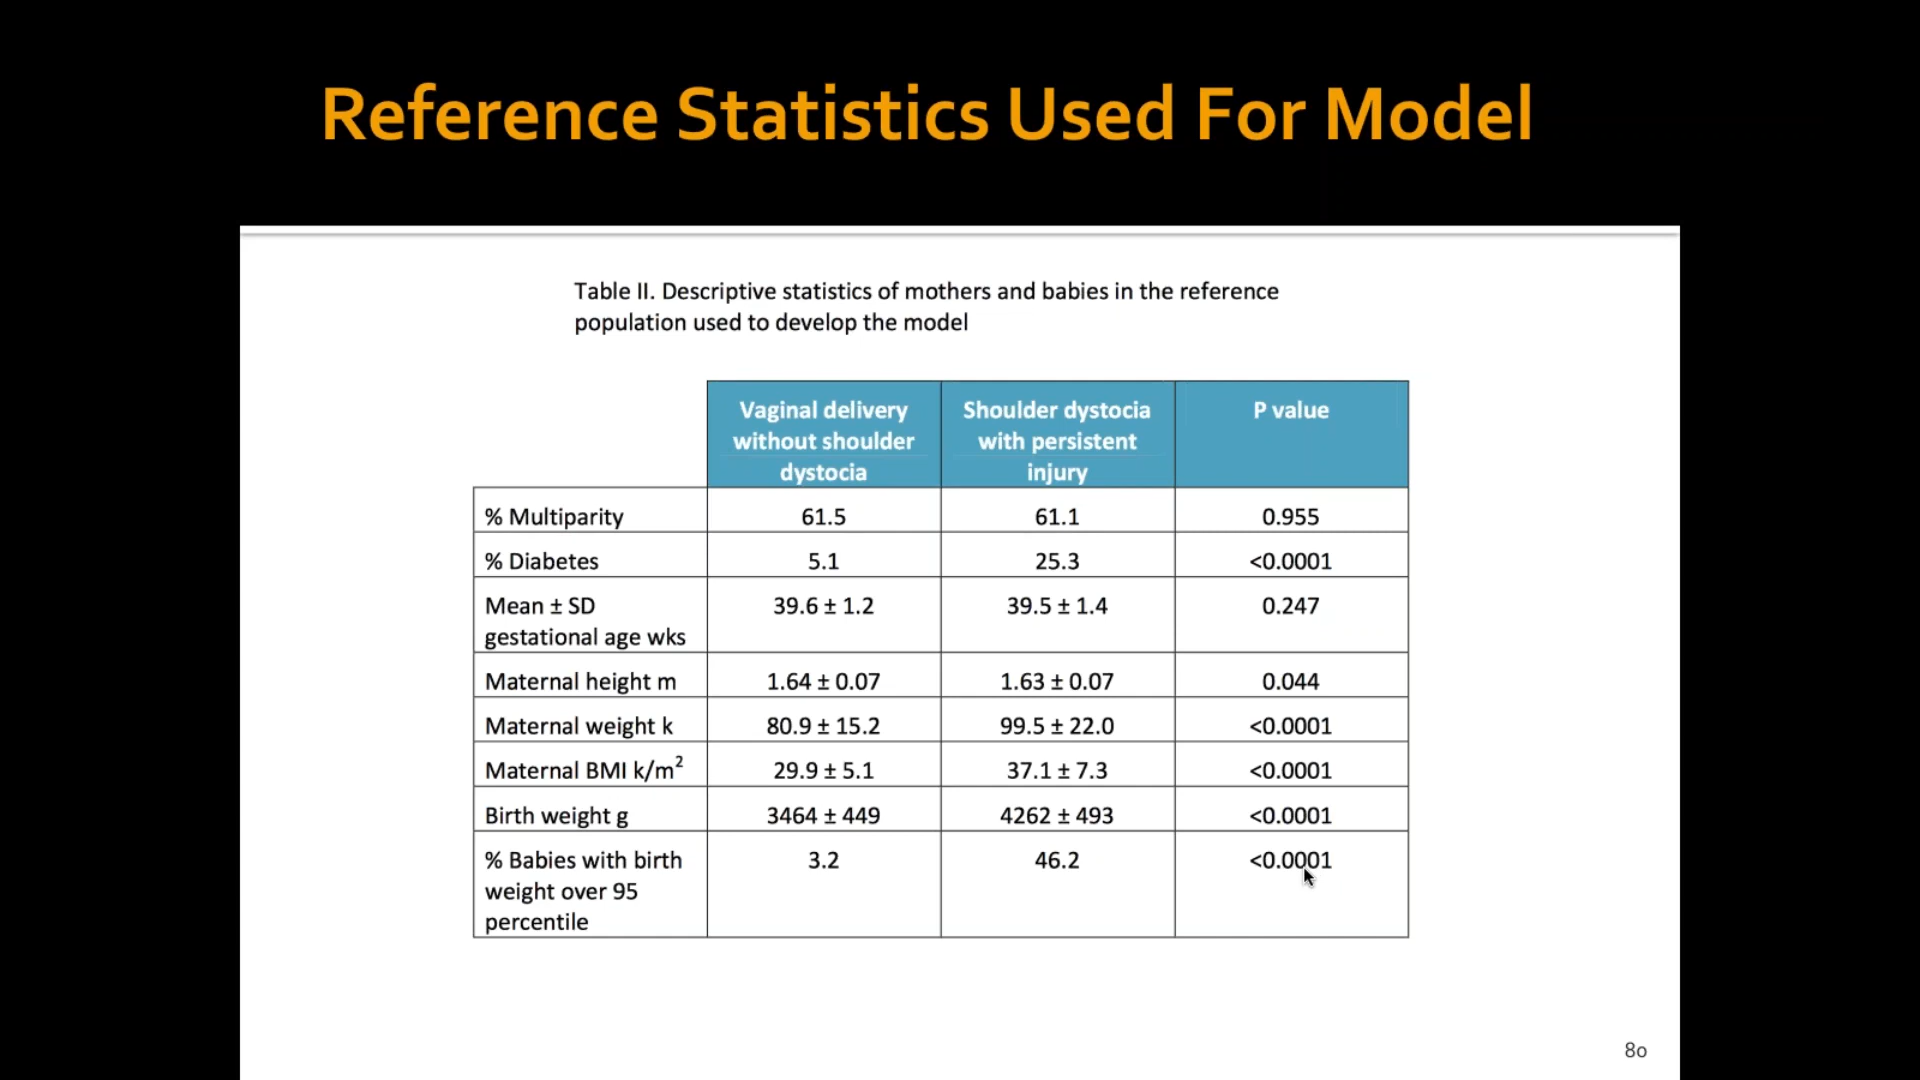 Reference Statistics Used For Model
Table II. Descriptive statistics of mothers and babies in the reference
population used to develop the model
Vaginal delivery
without shoulder
dystocia
Shoulder dystocia
with persistent
injury
P value
% Multiparity 61.5 61.1 0.955
% Diabetes 5.1 25.3 <0.0001
Mean ± SD 39.6 ± 1.2 39.5 ± 1.4 0.247
gestational age wks
Maternal height m 1.64 ± 0.07 1.63 ± 0.07 0.044
Maternal weight k 80.9 ± 15.2 99.5 ± 22.0 <0.0001
Maternal BMI k/m² 29.9 ± 5.1 37.1 ± 7.3 <0.0001
Birth weight g 3464 ± 449 4262 ± 493 <0.0001
% Babies with birth 3.2 46.2 <0.0001
weight over 95
percentile
80